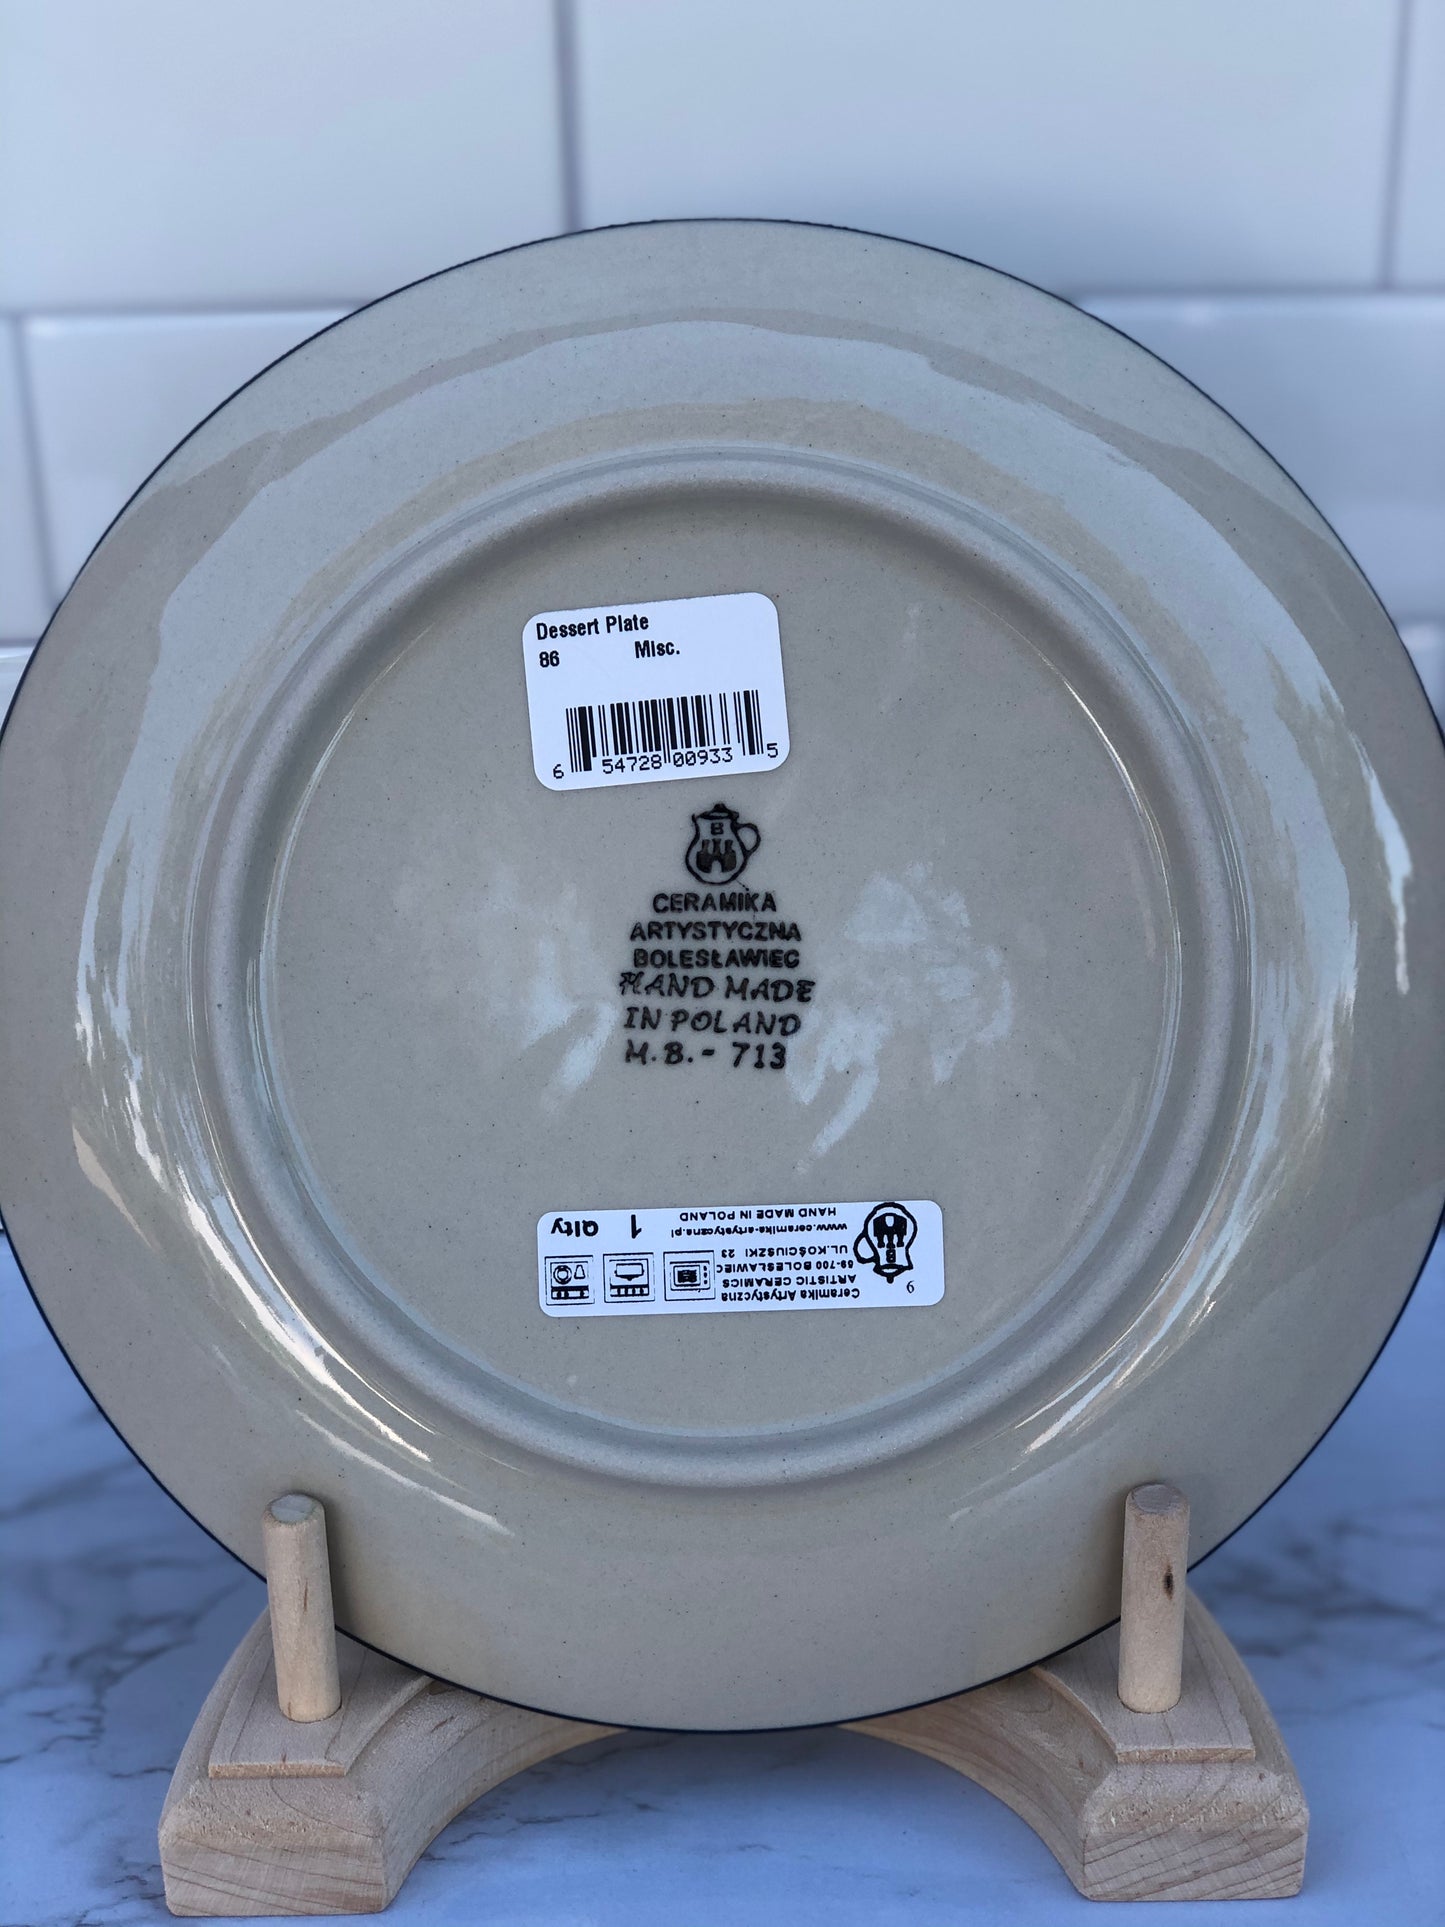 Dessert Plate
86 Misc.
6 54728 00933 5
B
CERAMIKA
ARTYSTYCZNA
BOLESŁAWIEC
HAND MADE
IN POLAND
M.B.- 713
6
Ceramika Artystyczna
ARTISTIC CERAMICS
59-700 BOLESŁAWIEC
UL.KOŚCIUSZKI 23
www.ceramika-artystyczna.pl
HAND MADE IN POLAND
1 Qlty
B